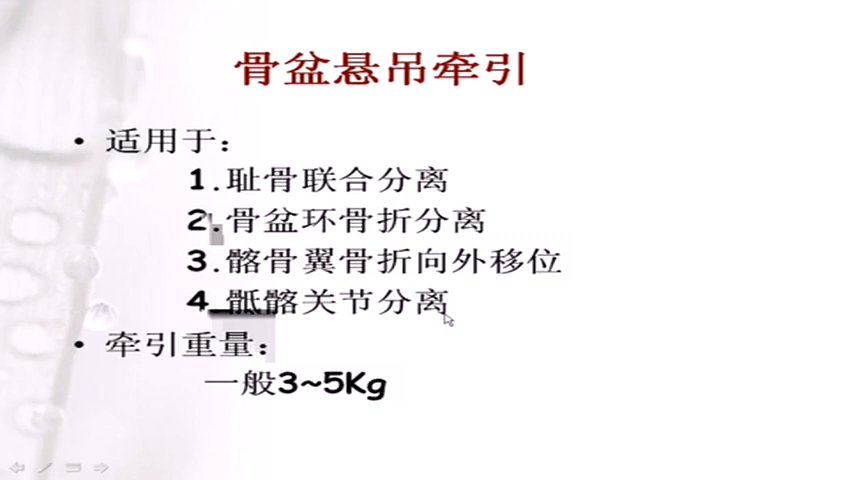 骨盆悬吊牵引
• 适用于：
1.耻骨联合分离
2.骨盆环骨折分离
3.髂骨翼骨折向外移位
4.骶髂关节分离
• 牵引重量：
一般3~5Kg